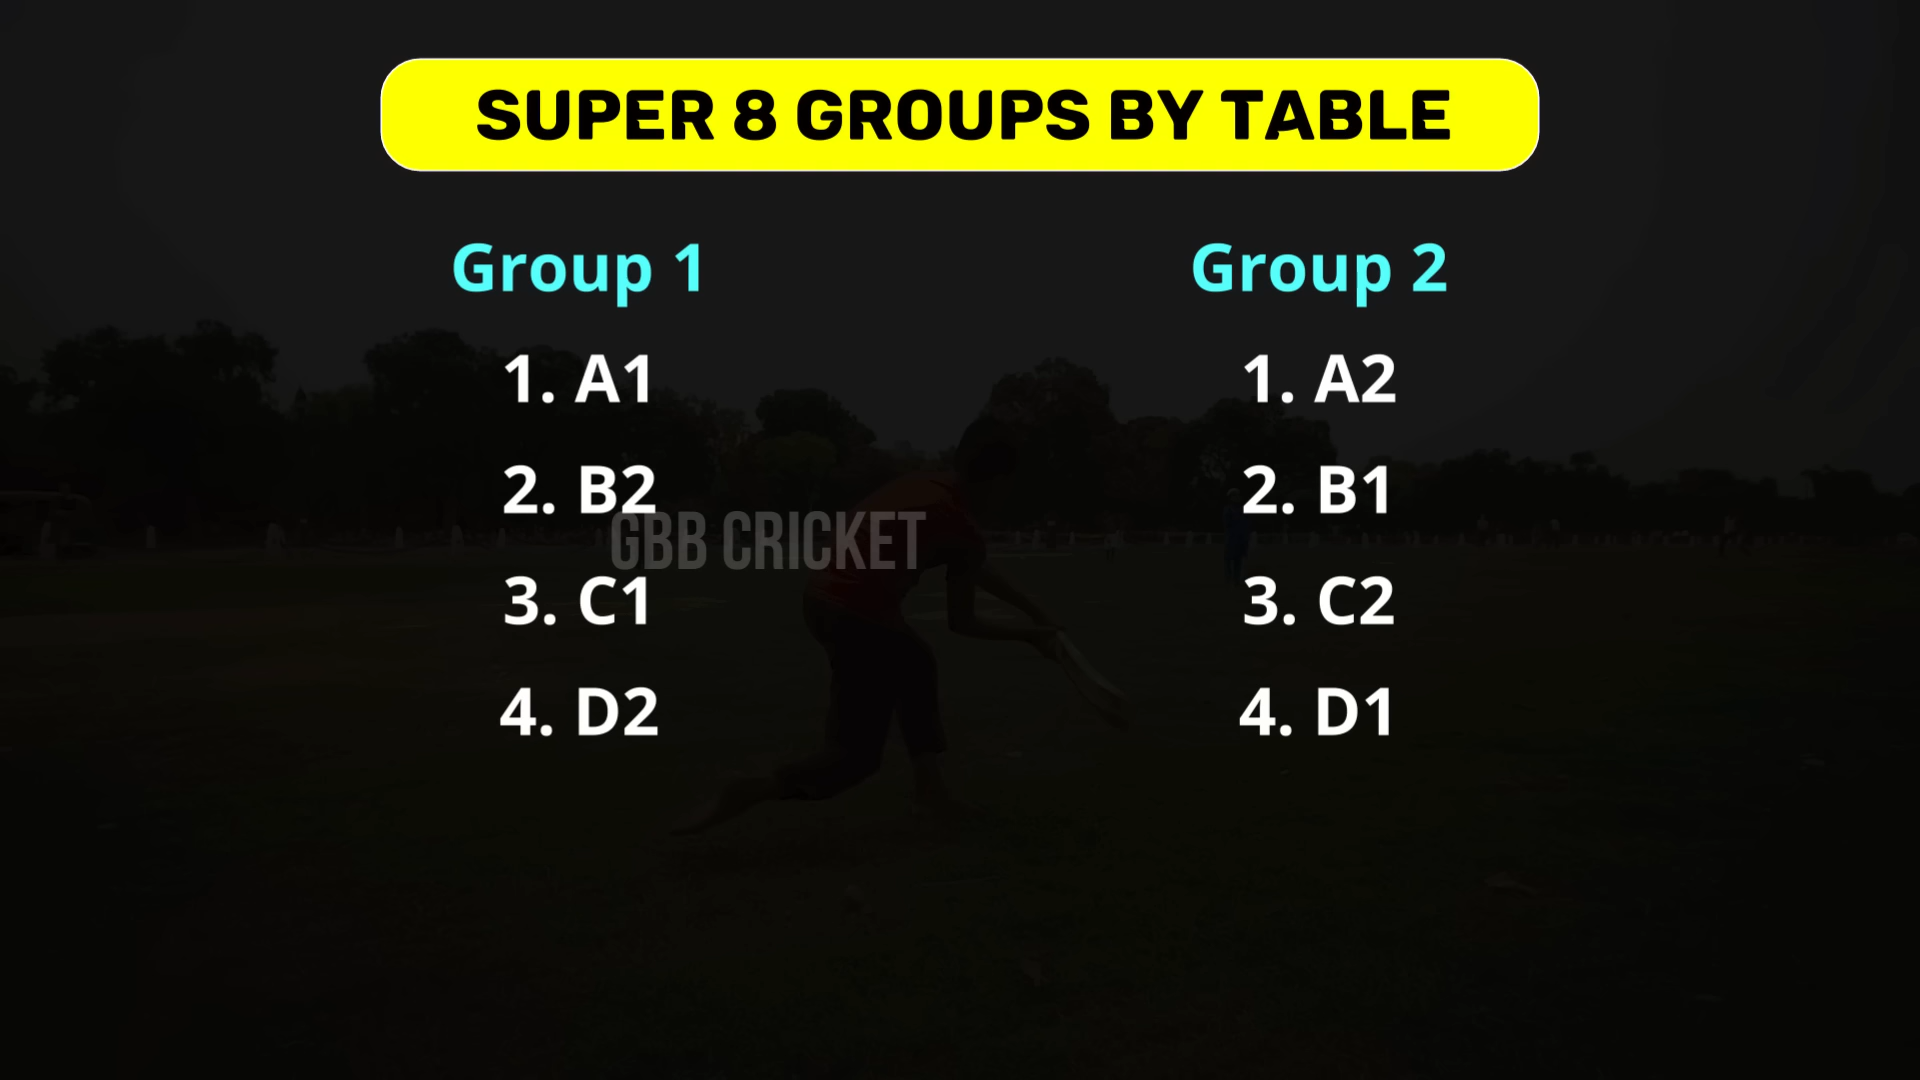 SUPER 8 GROUPS BY TABLE
Group 1
1. A1
2. B2
3. C1
4. D2
Group 2
1. A2
2. B1
3. C2
4. D1
GBB CRICKET